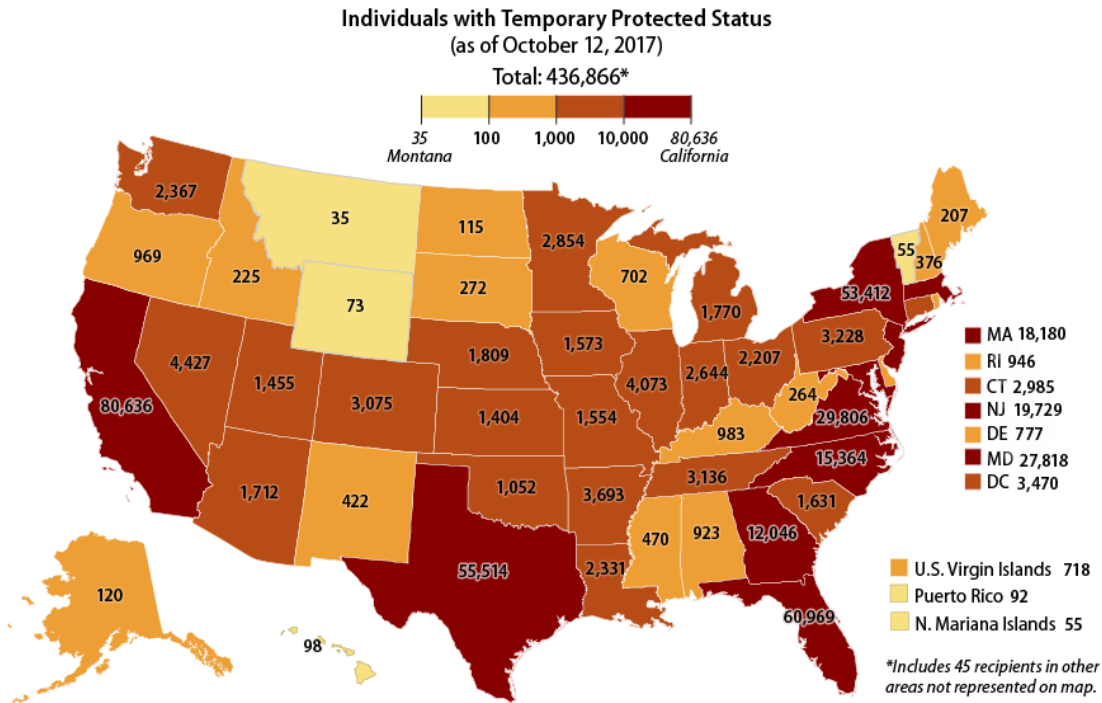 Individuals with Temporary Protected Status
(as of October 12, 2017)
Total: 436,866*
35
100
1,000
10,000
80,636
Montana
California
2,367
35
115
2,854
207
969
225
73
272
702
55
376
53,412
1,770
4,427
1,455
3,075
1,809
1,573
4,073
2,644
2,207
3,228
80,636
1,404
1,554
983
264
29,806
1,712
422
1,052
3,693
3,136
15,364
1,631
120
55,514
2,331
470
923
12,046
60,969
98
MA 18,180
RI 946
CT 2,985
NJ 19,729
DE 777
MD 27,818
DC 3,470
U.S. Virgin Islands 718
Puerto Rico 92
N. Mariana Islands 55
*Includes 45 recipients in other
areas not represented on map.